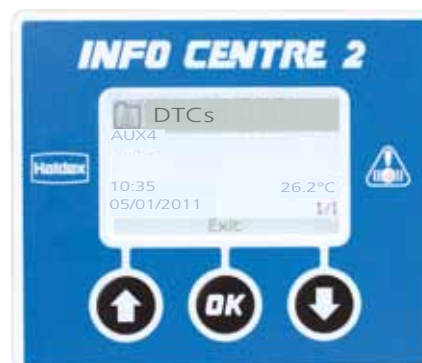 INFO CENTRE 2
DTCs
AUX4
Haldex
10:35 26.2°C
05/01/2011
1/1
Exit
OK